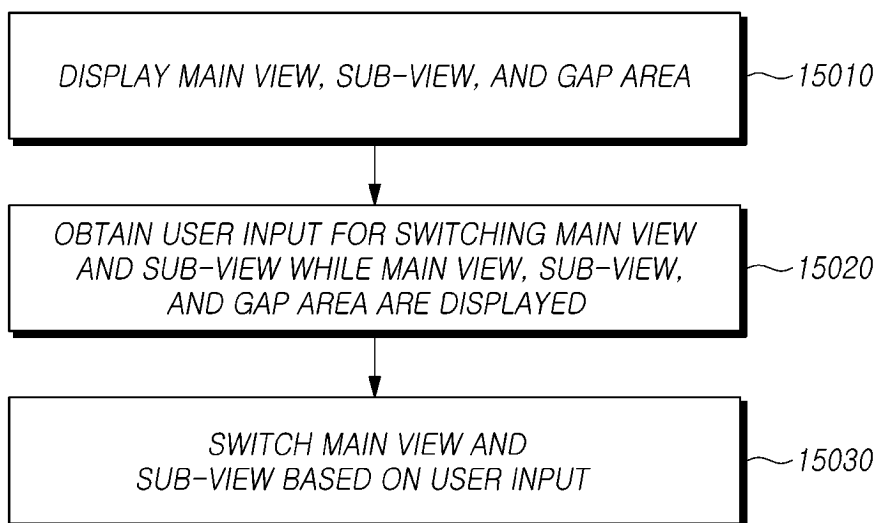 DISPLAY MAIN VIEW, SUB-VIEW, AND GAP AREA
15010
OBTAIN USER INPUT FOR SWITCHING MAIN VIEW
AND SUB-VIEW WHILE MAIN VIEW, SUB-VIEW,
AND GAP AREA ARE DISPLAYED
15020
SWITCH MAIN VIEW AND
SUB-VIEW BASED ON USER INPUT
15030